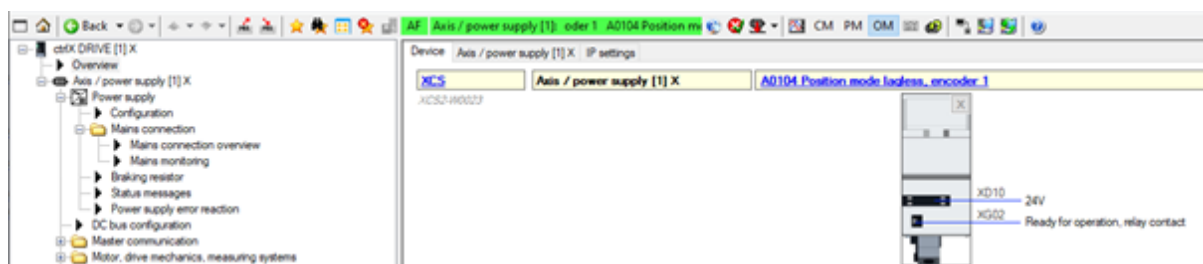 Back AF Axis / power supply [1]: oder 1 A0104 Position m CM PM OM
ctrlX DRIVE [1] X
Overview
Axis / power supply [1] X
Power supply
Configuration
Mains connection
Mains connection overview
Mains monitoring
Braking resistor
Status messages
Power supply error reaction
DC bus configuration
Master communication
Motor, drive mechanics, measuring systems
Device Axis / power supply [1] X IP settings
XCS Axis / power supply [1] X A0104 Position mode lagless, encoder 1
XCS2-W0023
X
XD10
24V
XG02
Ready for operation, relay contact